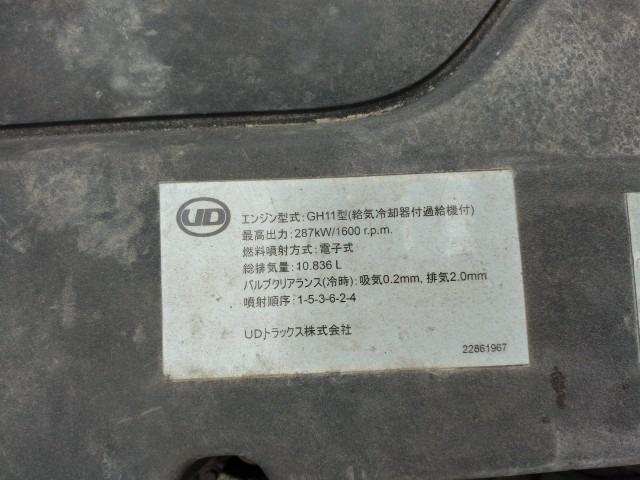 UD
エンジン型式: GH11型(給気冷却器付過給機付)
最高出力: 287kW/1600 r.p.m.
燃料噴射方式: 電子式
総排気量: 10.836 L
バルブクリアランス(冷時): 吸気0.2mm, 排気2.0mm
噴射順序: 1-5-3-6-2-4
UDトラックス株式会社
22861967